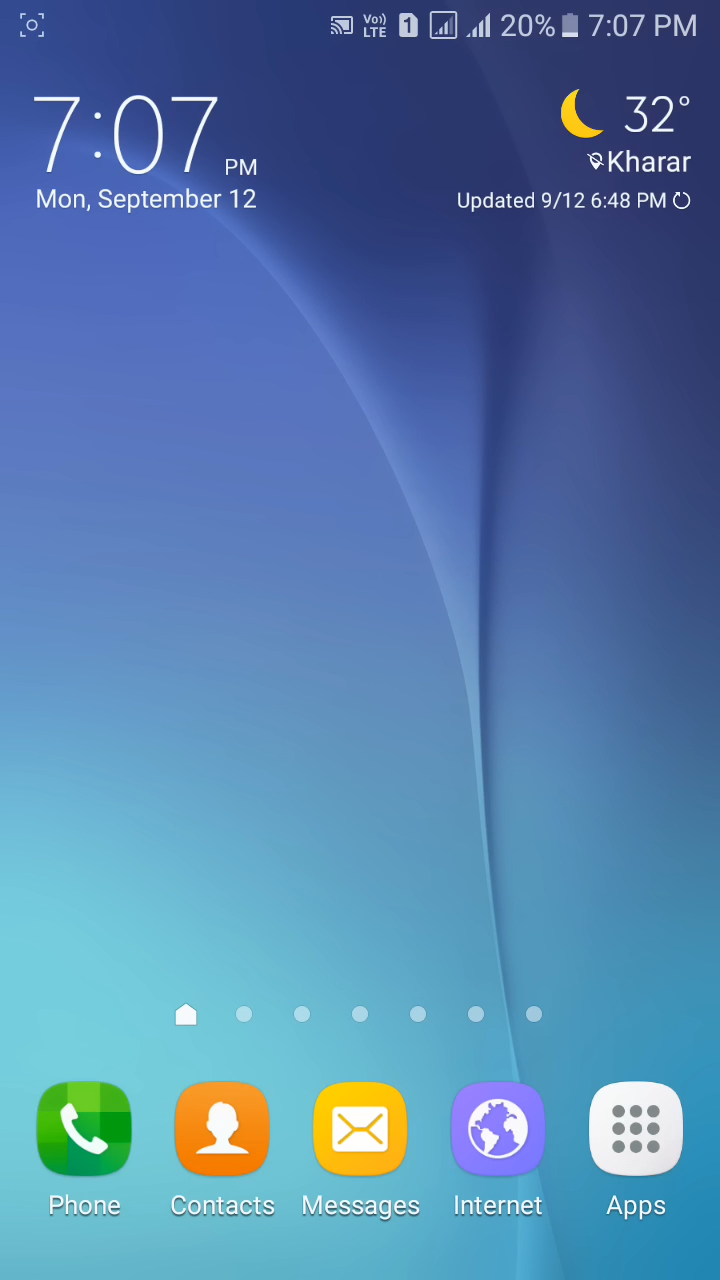 Vo)) LTE 1 20% 7:07 PM
7:07 PM
Mon, September 12
32°
Kharar
Updated 9/12 6:48 PM
Phone Contacts Messages Internet Apps